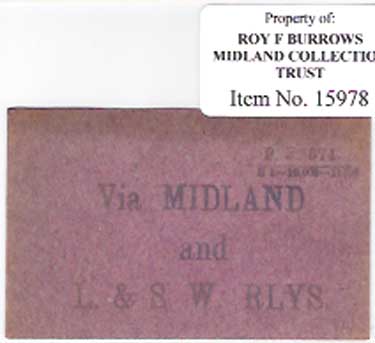 Property of:
ROY F BURROWS
MIDLAND COLLECTIO
TRUST
Item No. 15978
Via MIDLAND
and
L. & S. W. RLYS.